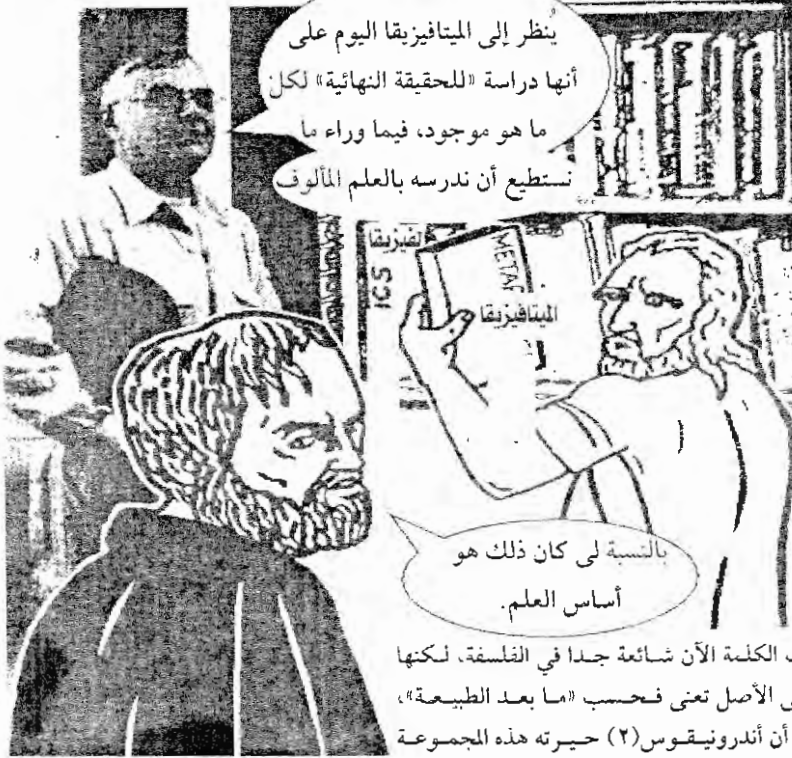 يُنظر إلى الميتافيزيقا اليوم على
أنها دراسة «للحقيقة النهائية» لكل
ما هو موجود، فيما وراء ما
نستطيع أن ندرسه بالعلم المألوف
الفيزيقا
ICS
METAP
الميتافيزيقا
بالنسبة لى كان ذلك هو
أساس العلم.
الكلمة الآن شائعة جدا في الفلسفة، لكنها
الأصل تعنى فحسب «ما بعد الطبيعة»،
أن أندرونيقوس(٢) حيرته هذه المجموعة